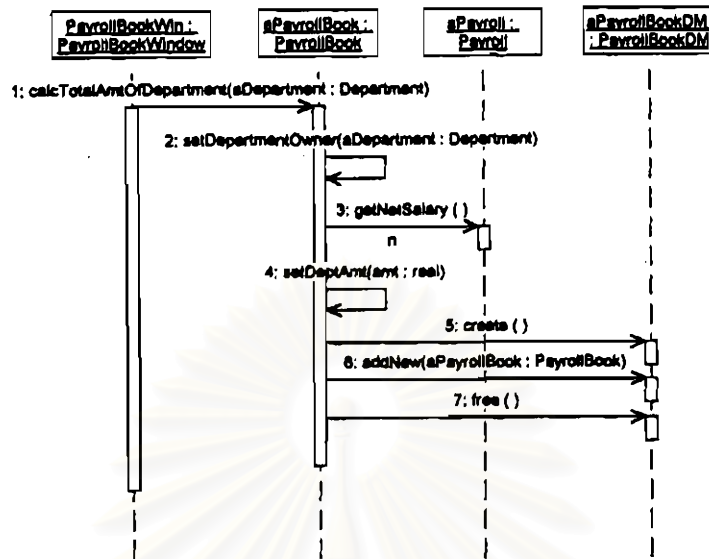 PayrollBookWin :
PayrollBookWindow
aPayrollBook :
PayrollBook
aPayroll :
Payroll
aPayrollBookDM
: PayrollBookDM
1: calcTotalAmtOfDepartment(aDepartment : Department)
2: setDepartmentOwner(aDepartment : Department)
3: getNetSalary ( )
n
4: setDeptAmt(amt : real)
5: create ( )
6: addNew(aPayrollBook : PayrollBook)
7: free ( )